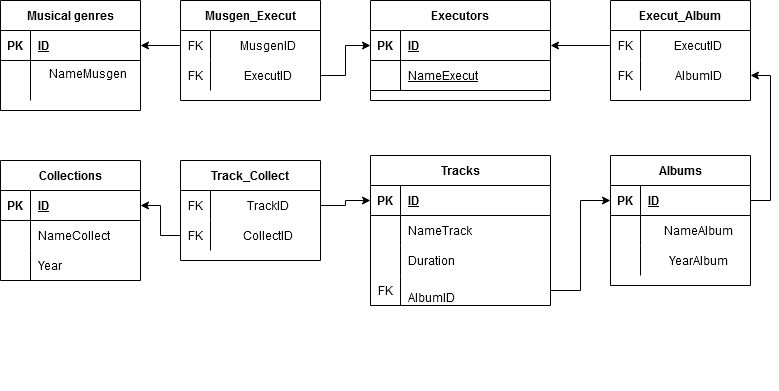 Musical genres
PK ID
NameMusgen
Musgen_Execut
FK MusgenID
FK ExecutID
Executors
PK ID
NameExecut
Execut_Album
FK ExecutID
FK AlbumID
Collections
PK ID
NameCollect
Year
Track_Collect
FK TrackID
FK CollectID
Tracks
PK ID
NameTrack
Duration
FK AlbumID
Albums
PK ID
NameAlbum
YearAlbum